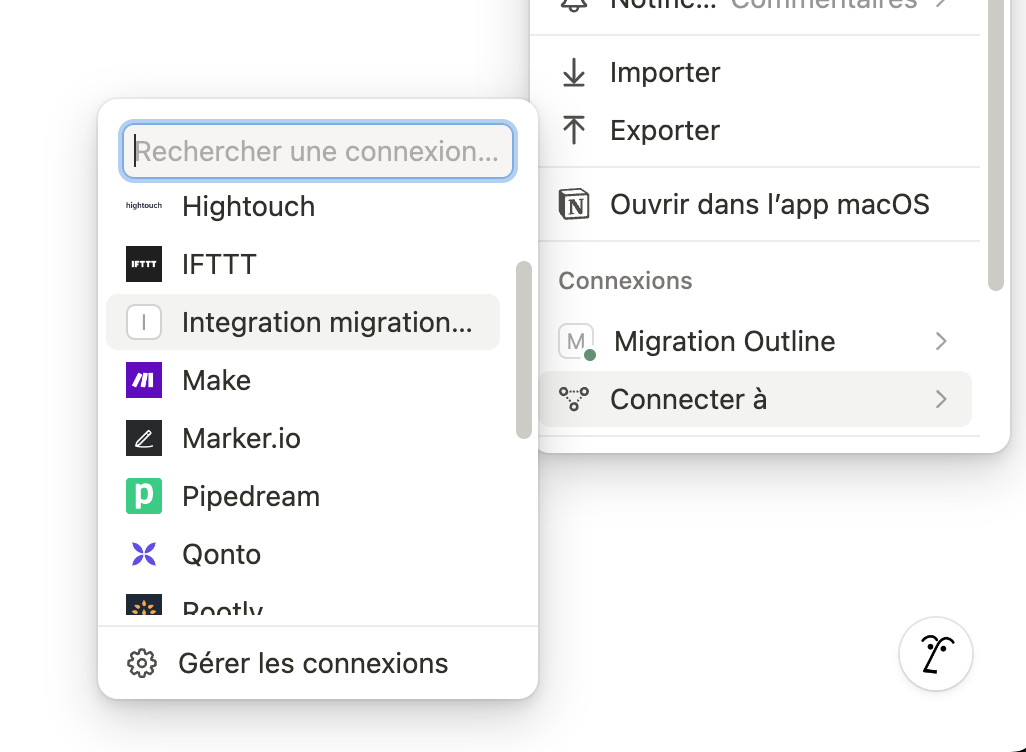 Notific... Commentaires
Importer
Exporter
Rechercher une connexion...
hightouch Hightouch
Ouvrir dans l’app macOS
IFTTT IFTTT
Connexions
I Integration migration...
M Migration Outline
Make
Connecter à
Marker.io
Pipedream
Qonto
Rootly
Gérer les connexions